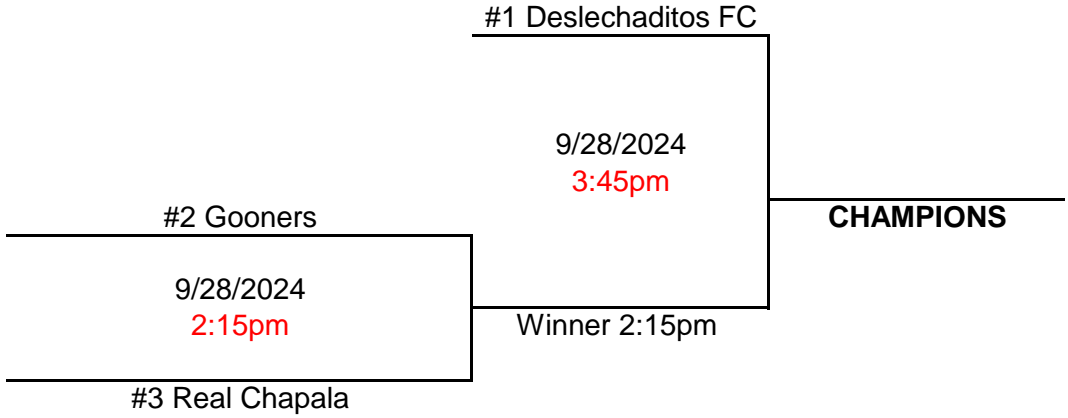 #1 Deslechaditos FC
9/28/2024
3:45pm
CHAMPIONS
#2 Gooners
9/28/2024
2:15pm
Winner 2:15pm
#3 Real Chapala